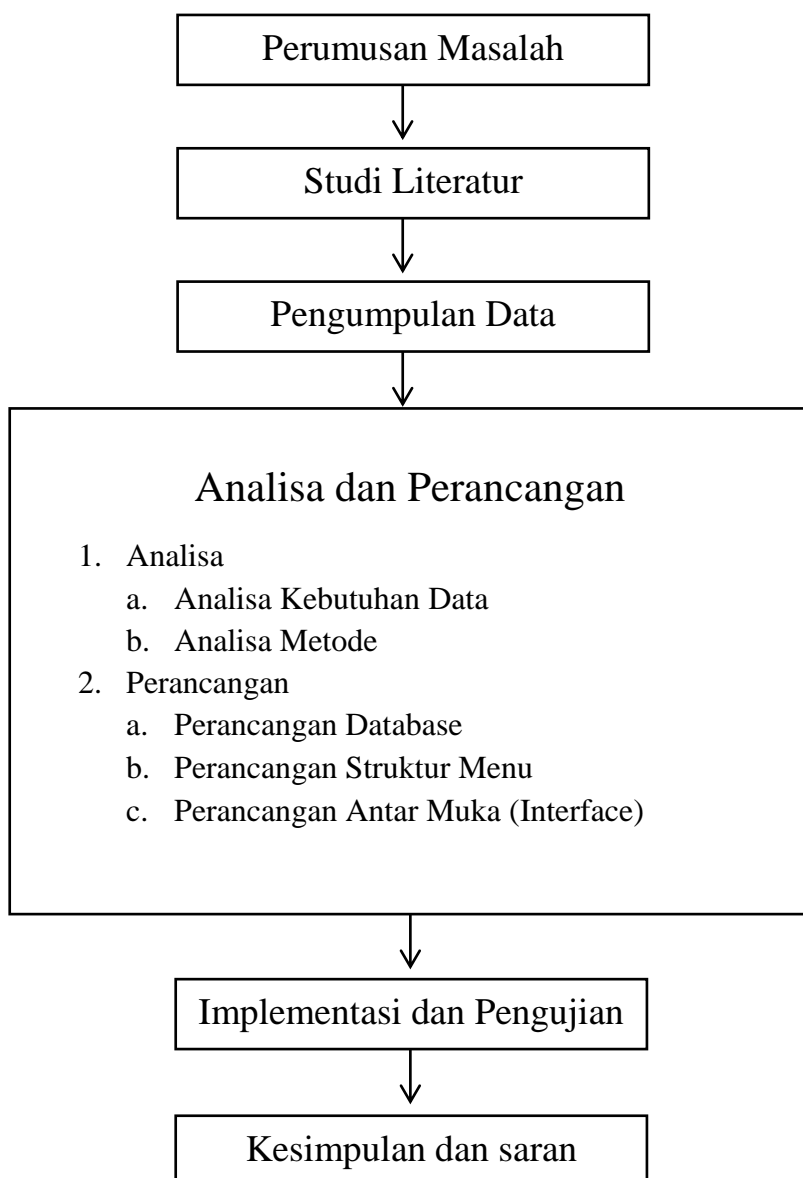 Perumusan Masalah
Studi Literatur
Pengumpulan Data
Analisa dan Perancangan
1. Analisa
a. Analisa Kebutuhan Data
b. Analisa Metode
2. Perancangan
a. Perancangan Database
b. Perancangan Struktur Menu
c. Perancangan Antar Muka (Interface)
Implementasi dan Pengujian
Kesimpulan dan saran